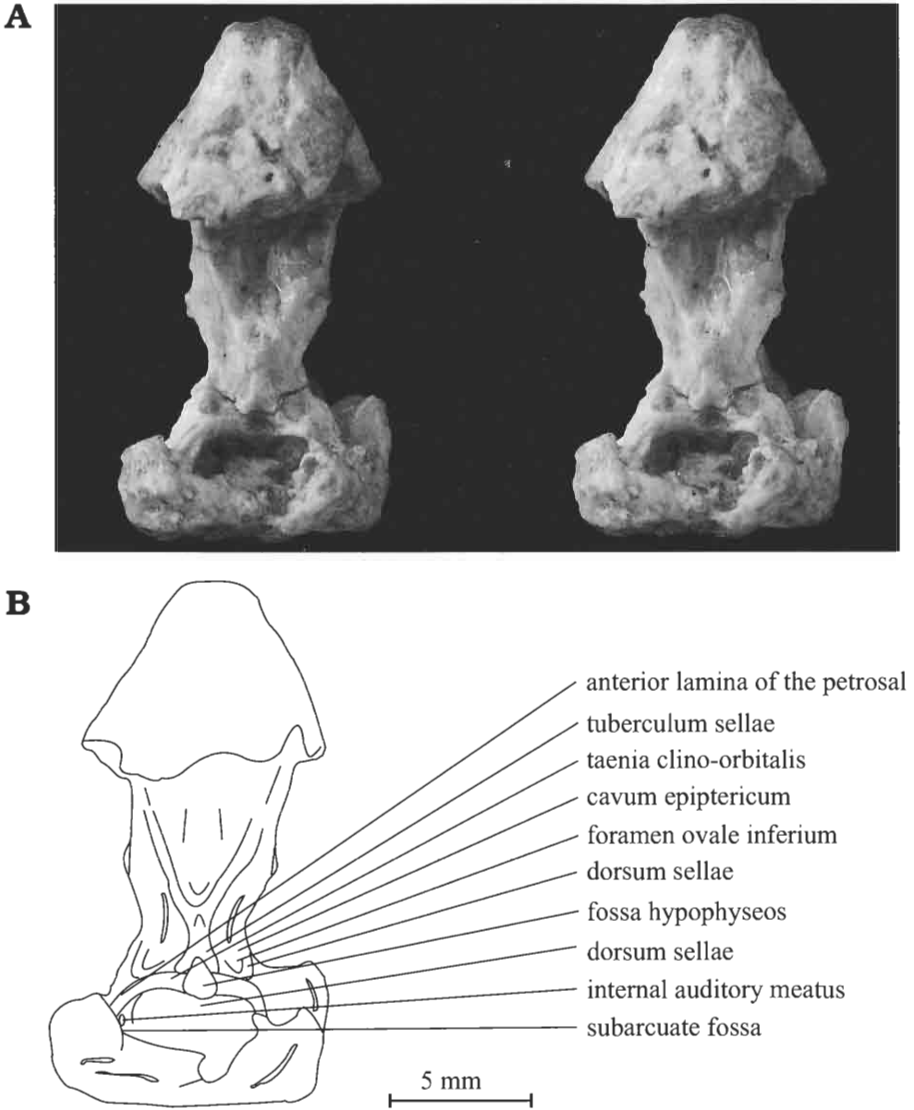 A
B
anterior lamina of the petrosal
tuberculum sellae
taenia clino-orbitalis
cavum epiptericum
foramen ovale inferium
dorsum sellae
fossa hypophyseos
dorsum sellae
internal auditory meatus
subarcuate fossa
5 mm